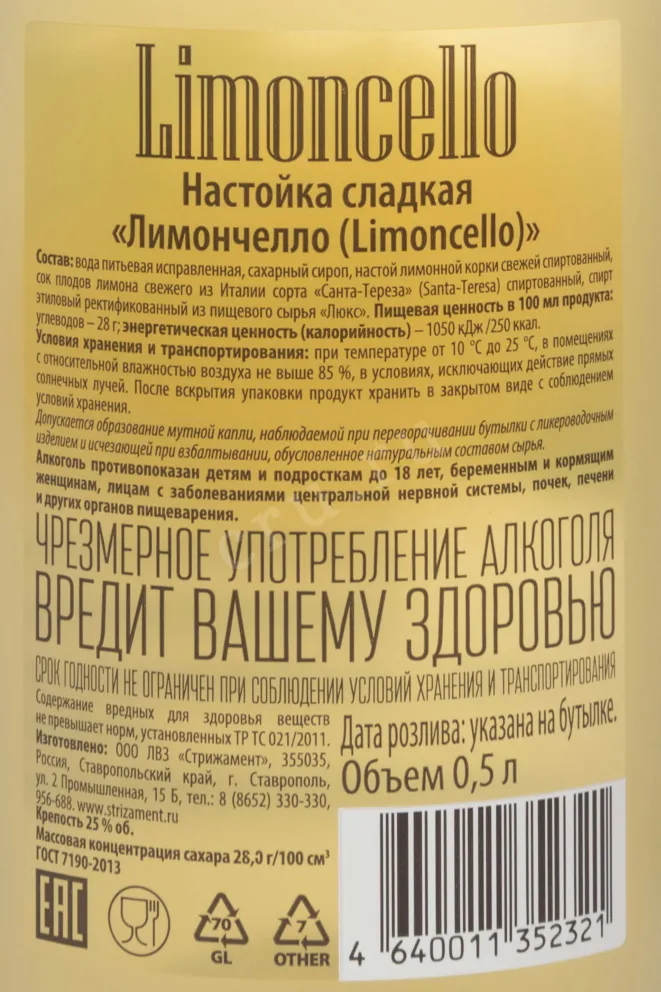 Limoncello
Настойка сладкая
«Лимончелло (Limoncello)»
Состав: вода питьевая исправленная, сахарный сироп, настой лимонной корки свежей спиртованный,
сок плодов лимона свежего из Италии сорта «Санта-Тереза» (Santa-Teresa) спиртованный, спирт
этиловый ректификованный из пищевого сырья «Люкс». Пищевая ценность в 100 мл продукта:
углеводов – 28 г; энергетическая ценность (калорийность) – 1050 кДж /250 ккал.
Условия хранения и транспортирования: при температуре от 10 °С до 25 °С, в помещениях
с относительной влажностью воздуха не выше 85 %, в условиях, исключающих действие прямых
солнечных лучей. После вскрытия упаковки продукт хранить в закрытом виде с соблюдением
условий хранения.
Допускается образование мутной капли, наблюдаемой при переворачивании бутылки с ликероводочным
изделием и исчезающей при взбалтывании, обусловленное натуральным составом сырья.
Алкоголь противопоказан детям и подросткам до 18 лет, беременным и кормящим
женщинам, лицам с заболеваниями центральной нервной системы, почек, печени
и других органов пищеварения.
ЧРЕЗМЕРНОЕ УПОТРЕБЛЕНИЕ АЛКОГОЛЯ
ВРЕДИТ ВАШЕМУ ЗДОРОВЬЮ
СРОК ГОДНОСТИ НЕ ОГРАНИЧЕН ПРИ СОБЛЮДЕНИИ УСЛОВИЙ ХРАНЕНИЯ И ТРАНСПОРТИРОВАНИЯ
Содержание вредных для здоровья веществ
не превышает норм, установленных ТР ТС 021/2011.
Изготовлено: ООО ЛВЗ «Стрижамент», 355035,
Россия, Ставропольский край, г. Ставрополь,
ул. 2 Промышленная, 15 Б, тел.: 8 (8652) 330-330,
956-688. www.strizament.ru
Крепость 25 % об.
Массовая концентрация сахара 28,0 г/100 см³
ГОСТ 7190-2013
Дата розлива: указана на бутылке.
Объем 0,5 л
EAC
70
GL
7
OTHER
4 640011 352321